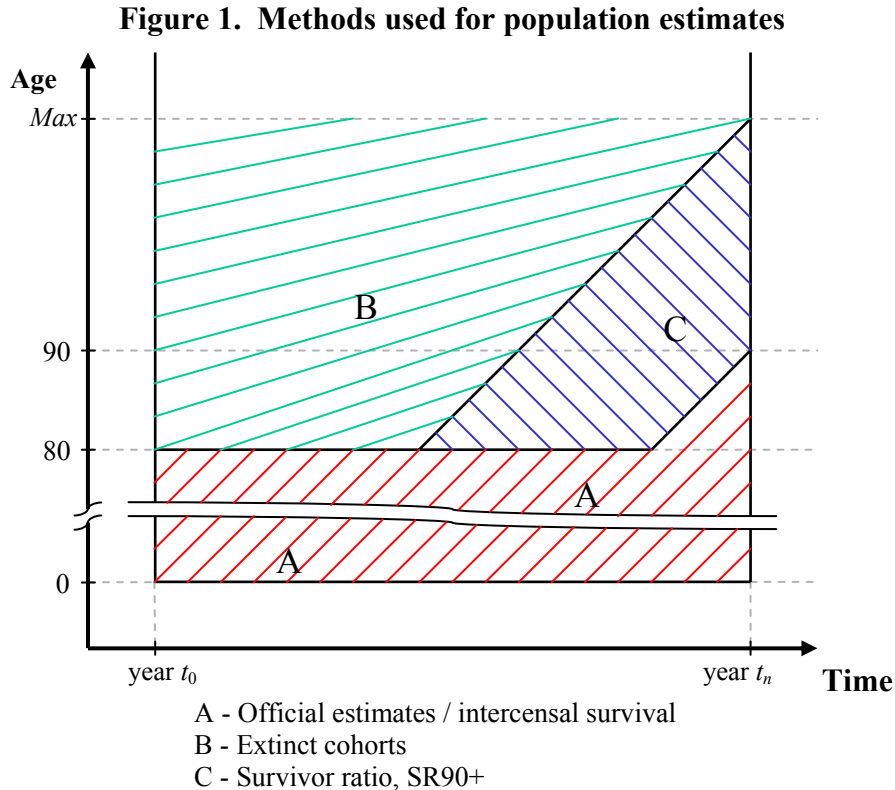 Figure 1.  Methods used for population estimates
Age
Max
B
C
90
80
A
A
0
year t₀
year tₙ
Time
A - Official estimates / intercensal survival
B - Extinct cohorts
C - Survivor ratio, SR90+